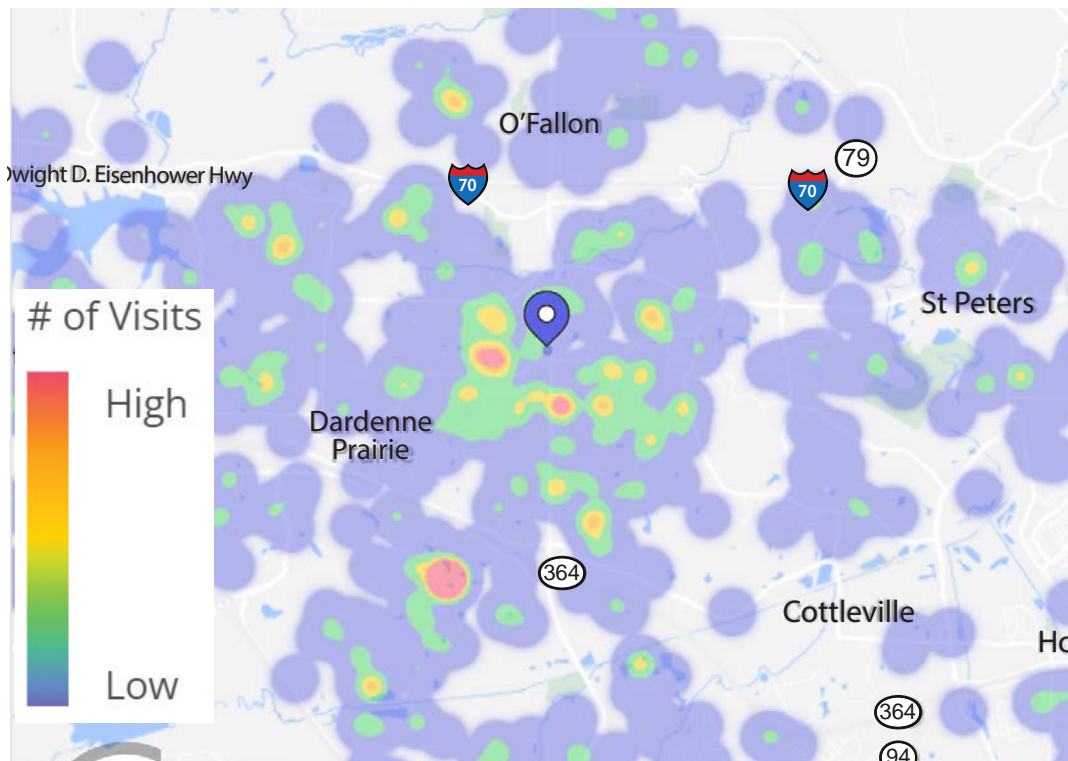 O'Fallon
79
Dwight D. Eisenhower Hwy
70
70
St Peters
# of Visits
High
Low
Dardenne
Prairie
364
Cottleville
Ho
364
94